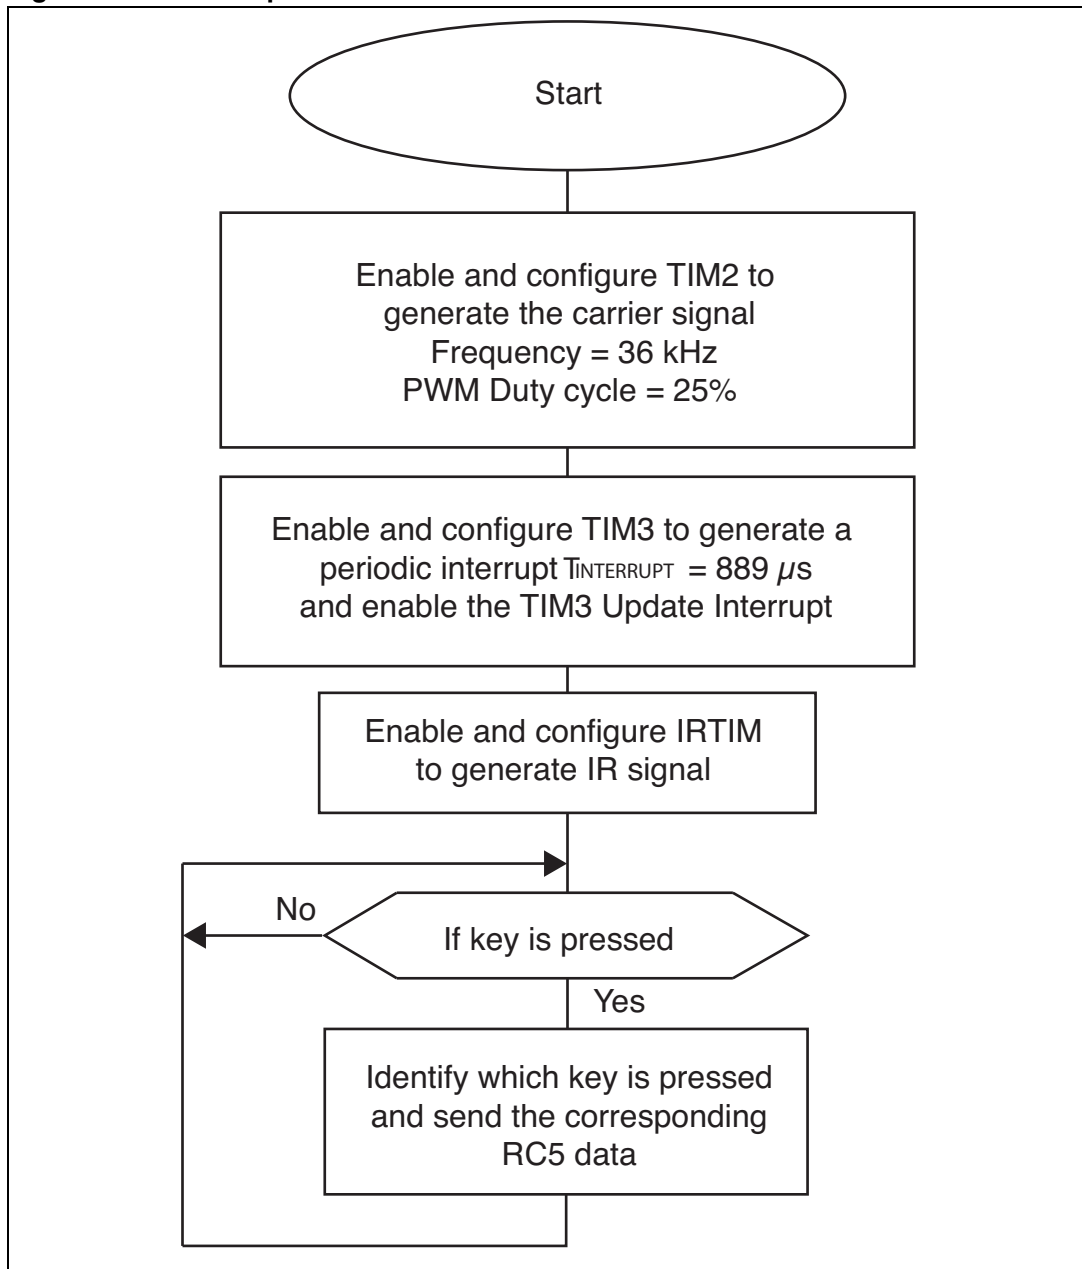 Start
Enable and configure TIM2 to
generate the carrier signal
Frequency = 36 kHz
PWM Duty cycle = 25%
Enable and configure TIM3 to generate a
periodic interrupt TINTERRUPT = 889 µs
and enable the TIM3 Update Interrupt
Enable and configure IRTIM
to generate IR signal
No
If key is pressed
Yes
Identify which key is pressed
and send the corresponding
RC5 data